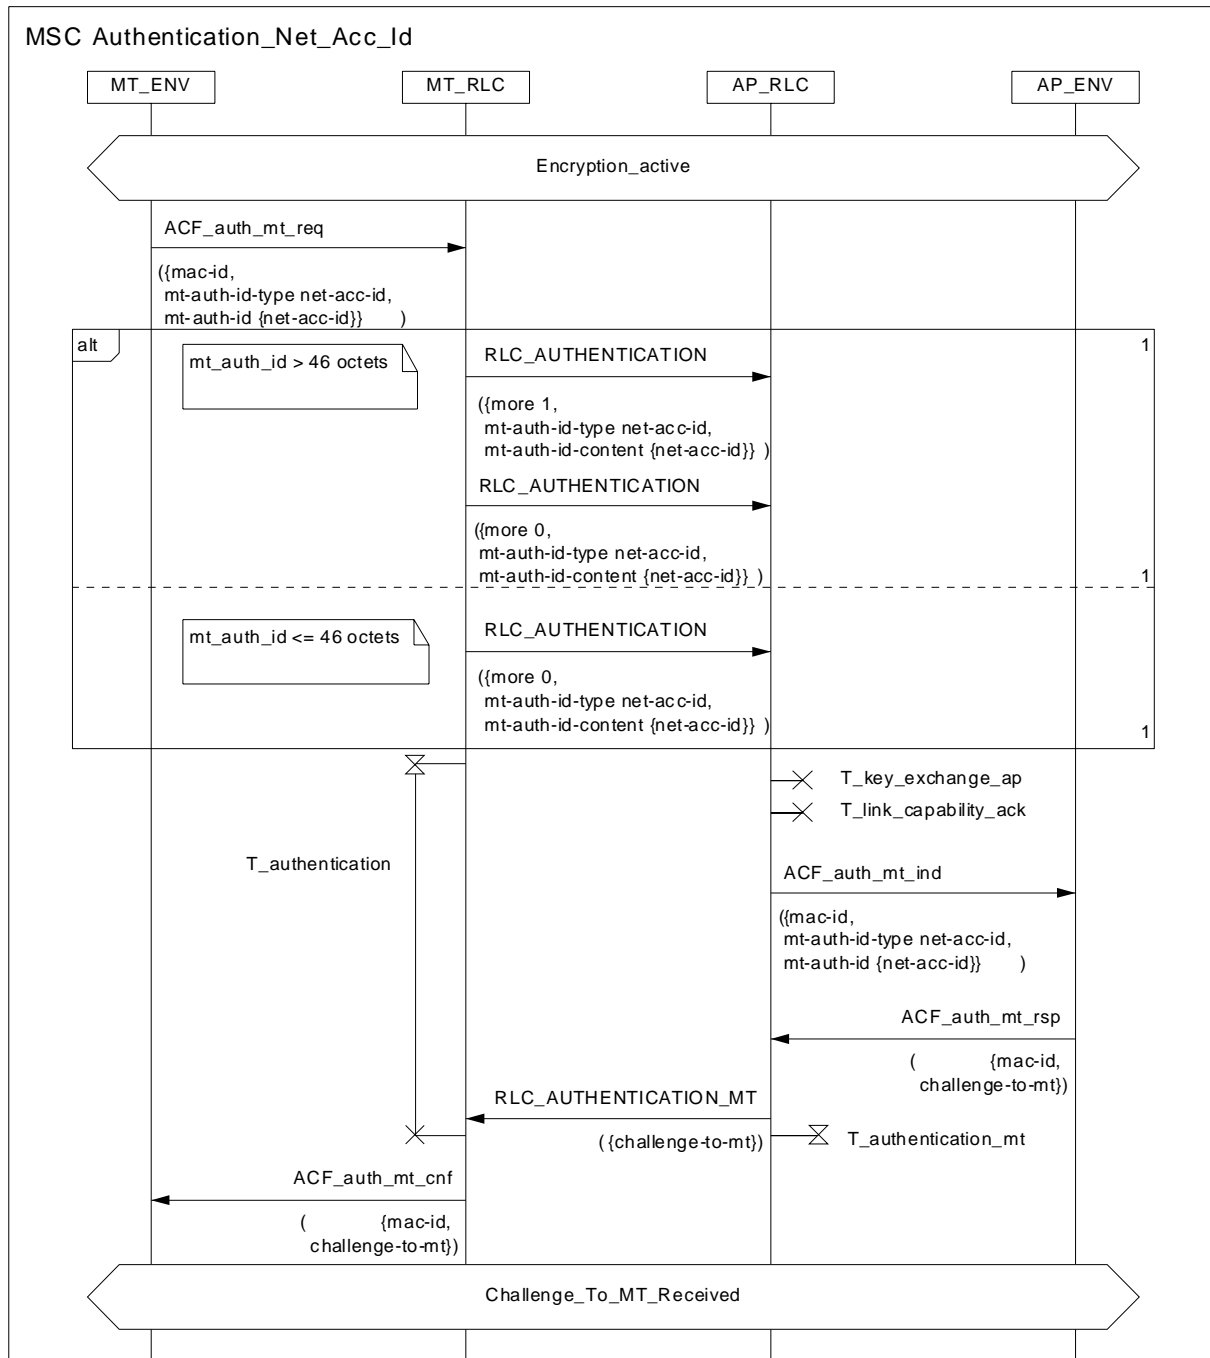 MSC Authentication_Net_Acc_Id
MT_ENV
MT_RLC
AP_RLC
AP_ENV
Encryption_active
ACF_auth_mt_req
({mac-id,
mt-auth-id-type net-acc-id,
mt-auth-id {net-acc-id}} )
alt
1
mt_auth_id > 46 octets
RLC_AUTHENTICATION
({more 1,
mt-auth-id-type net-acc-id,
mt-auth-id-content {net-acc-id}} )
RLC_AUTHENTICATION
({more 0,
mt-auth-id-type net-acc-id,
mt-auth-id-content {net-acc-id}} )
1
mt_auth_id <= 46 octets
RLC_AUTHENTICATION
({more 0,
mt-auth-id-type net-acc-id,
mt-auth-id-content {net-acc-id}} )
1
T_key_exchange_ap
T_link_capability_ack
T_authentication
ACF_auth_mt_ind
({mac-id,
mt-auth-id-type net-acc-id,
mt-auth-id {net-acc-id}} )
ACF_auth_mt_rsp
( {mac-id,
challenge-to-mt})
RLC_AUTHENTICATION_MT
({challenge-to-mt})
T_authentication_mt
ACF_auth_mt_cnf
( {mac-id,
challenge-to-mt})
Challenge_To_MT_Received